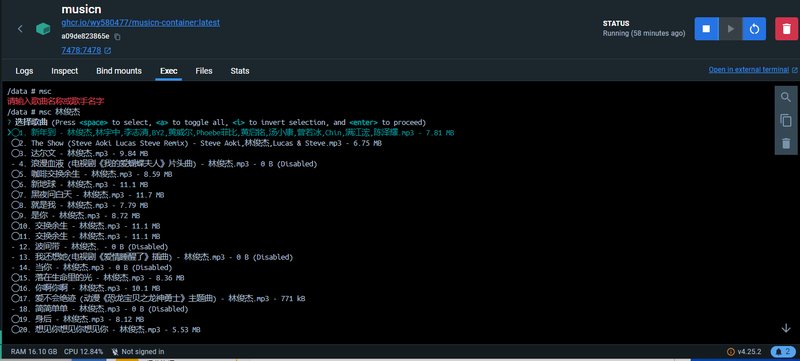 musicn
ghcr.io/wy580477/musicn-container:latest
a09de823865e
7478:7478
STATUS
Running (58 minutes ago)
Logs Inspect Bind mounts Exec Files Stats
Open in external terminal
/data # msc
请输入歌曲名称或歌手名字
/data # msc 林俊杰
? 选择歌曲 (Press <space> to select, <a> to toggle all, <i> to invert selection, and <enter> to proceed)
❯◯1. 新年到 - 林俊杰,林宇中,李志清,BY2,黄威尔,Phoebe菲比,黄启铭,汤小康,曾若冰,Chin,满江宏,陈泽耀.mp3 - 7.81 MB
◯2. The Show (Steve Aoki Lucas Steve Remix) - Steve Aoki,林俊杰,Lucas & Steve.mp3 - 6.75 MB
◯3. 达尔文 - 林俊杰.mp3 - 9.84 MB
- 4. 浪漫血液 (电视剧《我的爱蝴蝶夫人》片头曲) - 林俊杰.mp3 - 0 B (Disabled)
◯5. 咖啡交换余生 - 林俊杰.mp3 - 8.59 MB
◯6. 新地球 - 林俊杰.mp3 - 11.1 MB
◯7. 黑夜问白天 - 林俊杰.mp3 - 11.7 MB
◯8. 就是我 - 林俊杰.mp3 - 7.79 MB
◯9. 是你 - 林俊杰.mp3 - 8.72 MB
◯10. 交换余生 - 林俊杰.mp3 - 11.1 MB
◯11. 交换余生 - 林俊杰.mp3 - 11.1 MB
- 12. 波间带 - 林俊杰. - 0 B (Disabled)
- 13. 我还想她(电视剧《爱情睡醒了》插曲) - 林俊杰.mp3 - 0 B (Disabled)
- 14. 当你 - 林俊杰.mp3 - 0 B (Disabled)
◯15. 落在生命里的光 - 林俊杰.mp3 - 8.36 MB
◯16. 你啊你啊 - 林俊杰.mp3 - 10.1 MB
◯17. 爱不会绝迹 (动漫《恐龙宝贝之龙神勇士》主题曲) - 林俊杰.mp3 - 771 kB
- 18. 简简单单 - 林俊杰.mp3 - 0 B (Disabled)
◯19. 身后 - 林俊杰.mp3 - 8.12 MB
◯20. 想见你想见你想见你 - 林俊杰.mp3 - 5.53 MB
RAM 16.10 GB CPU 12.84% Not signed in
v4.25.2
2